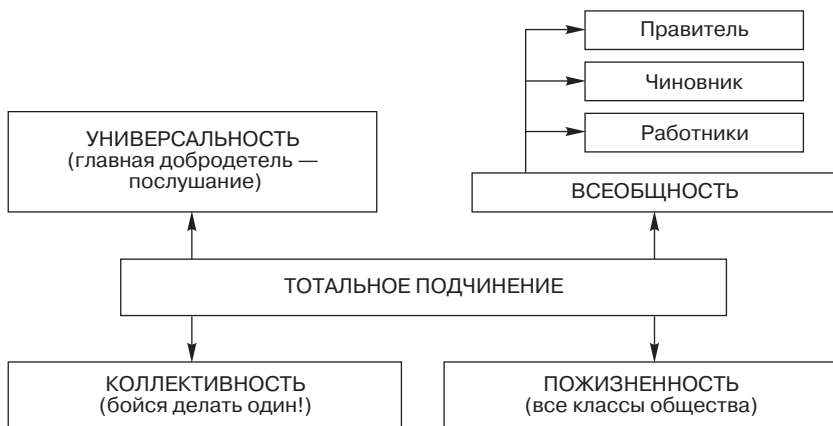 Правитель
Чиновник
Работники
УНИВЕРСАЛЬНОСТЬ
(главная добродетель —
послушание)
ВСЕОБЩНОСТЬ
ТОТАЛЬНОЕ ПОДЧИНЕНИЕ
КОЛЛЕКТИВНОСТЬ
(бойся делать один!)
ПОЖИЗНЕННОСТЬ
(все классы общества)